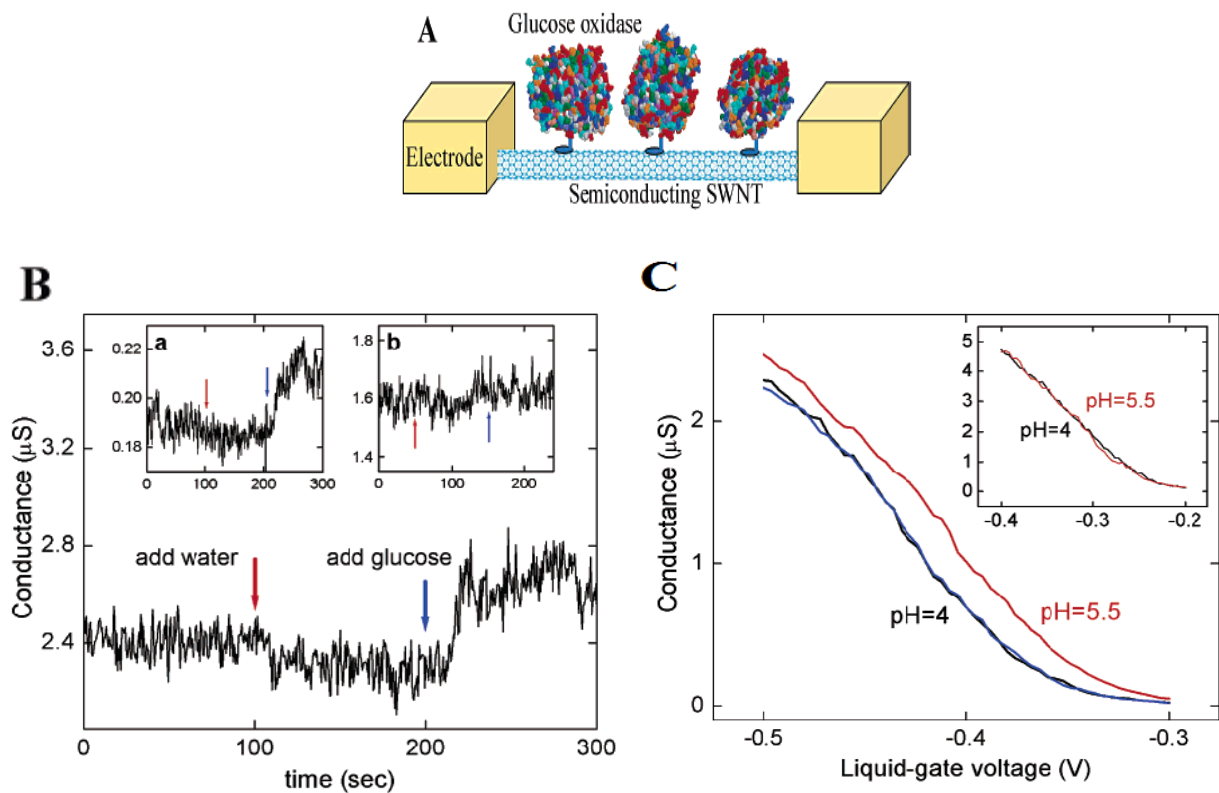 A
Glucose oxidase
Electrode
Semiconducting SWNT
B
Conductance (μS)
3.6
3.2
2.8
2.4
0
100
200
300
time (sec)
a
0.22
0.20
0.18
0
100
200
300
b
1.8
1.6
1.4
0
100
200
add water
add glucose
C
Conductance (μS)
2
1
0
-0.5
-0.4
-0.3
Liquid-gate voltage (V)
pH=4
pH=5.5
5
4
3
2
1
0
-0.4
-0.3
-0.2
pH=5.5
pH=4